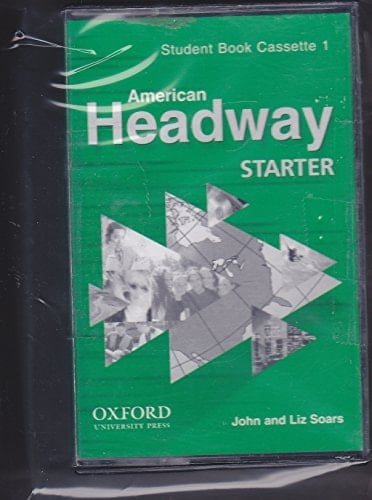 Student Book Cassette 1
American
Headway
STARTER
OXFORD
UNIVERSITY PRESS
John and Liz Soars